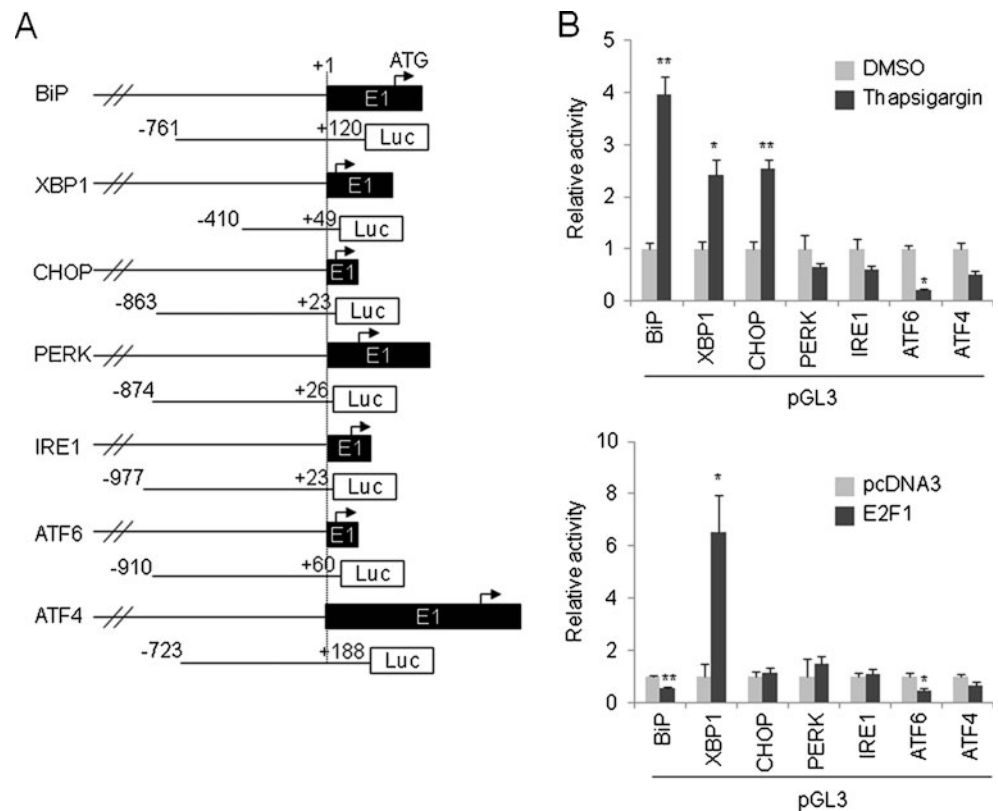 A
+1
ATG
BiP
E1
-761
+120
Luc
XBP1
E1
-410
+49
Luc
CHOP
E1
-863
+23
Luc
PERK
E1
-874
+26
Luc
IRE1
E1
-977
+23
Luc
ATF6
E1
-910
+60
Luc
ATF4
E1
-723
+188
Luc
B
Relative activity
5
4
3
2
1
0
DMSO
Thapsigargin
**
*
**
*
BiP
XBP1
CHOP
PERK
IRE1
ATF6
ATF4
pGL3
Relative activity
10
8
6
4
2
0
pcDNA3
E2F1
**
*
*
BiP
XBP1
CHOP
PERK
IRE1
ATF6
ATF4
pGL3